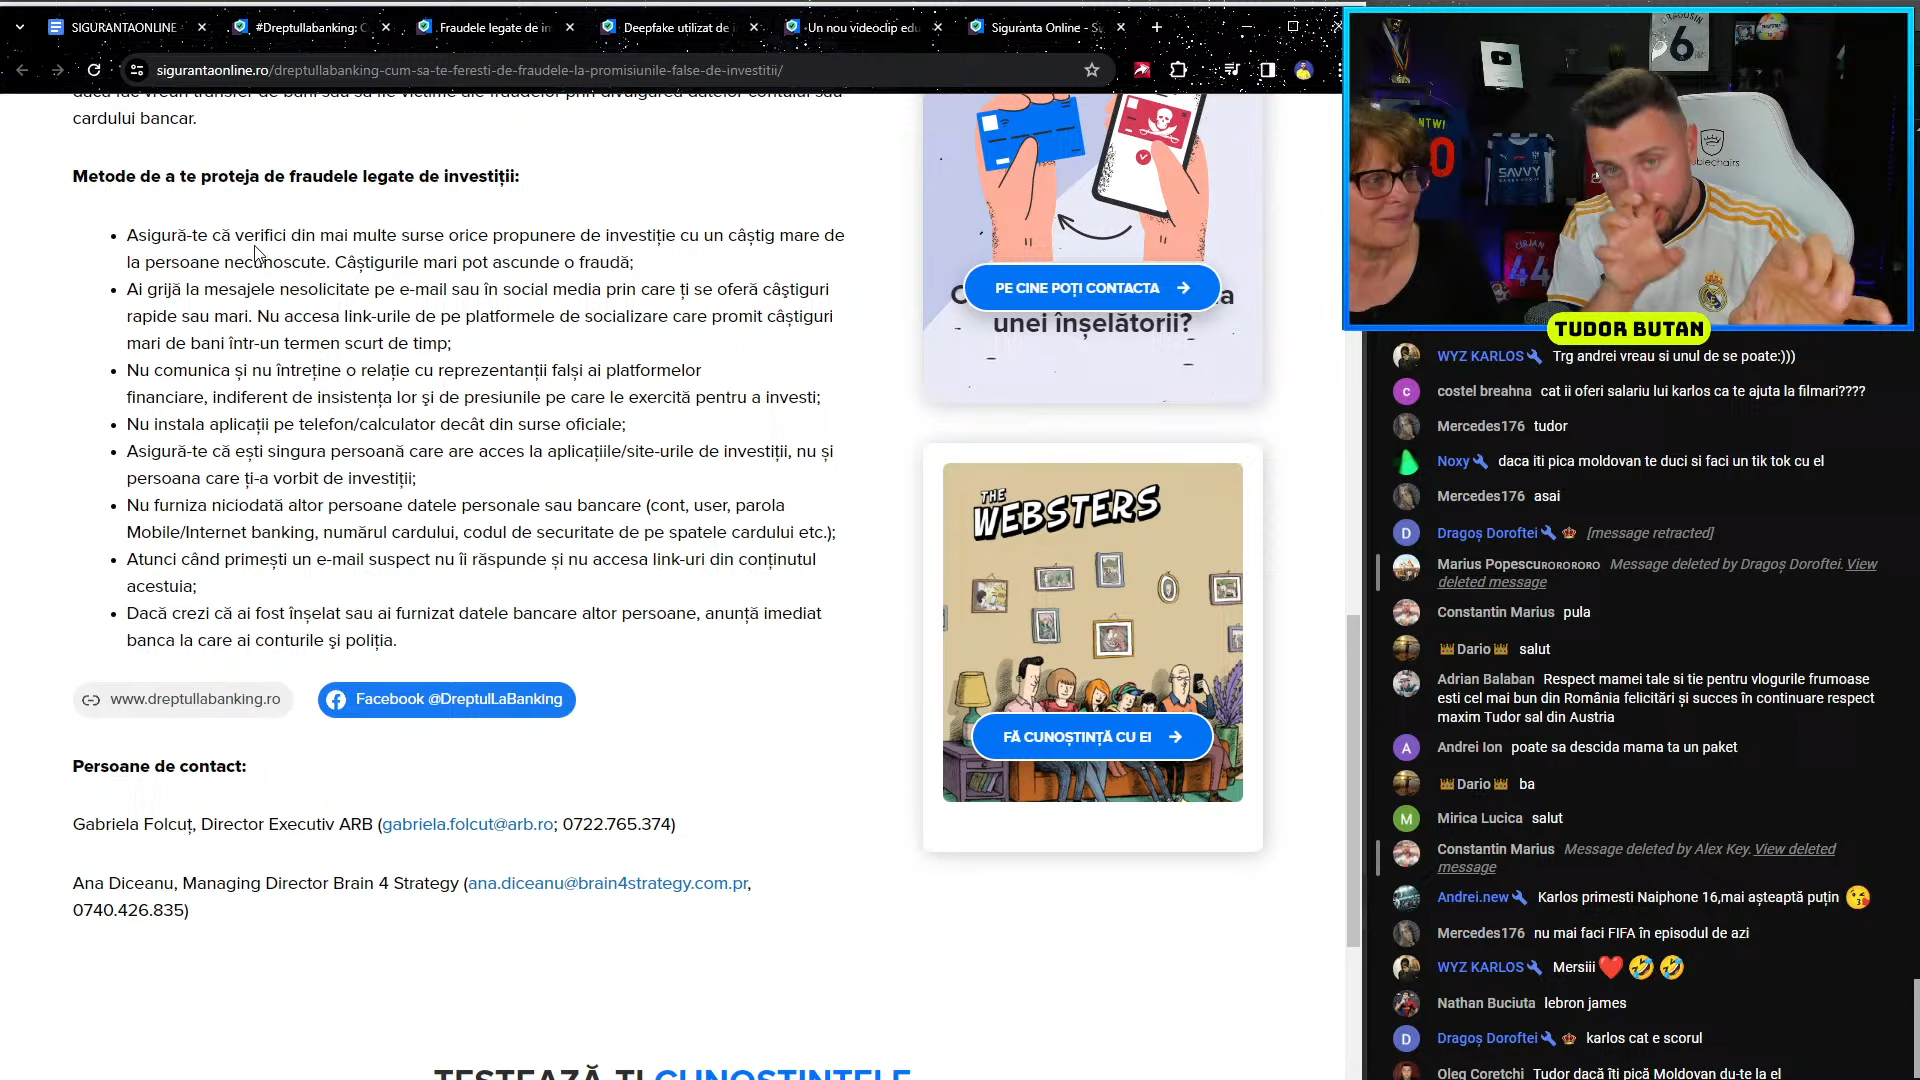 SIGURANTAONLINE
#Dreptullabanking: C
Fraudele legate de in
Deepfake utilizat de
Un nou videoclip edu
Siguranta Online - Si
sigurantaonline.ro/dreptullabanking-cum-sa-te-feresti-de-fraudele-la-promisiunile-false-de-investitii/
cardului bancar.
Metode de a te proteja de fraudele legate de investiții:
Asigură-te că verifici din mai multe surse orice propunere de investiție cu un câștig mare de
la persoane necunoscute. Câștigurile mari pot ascunde o fraudă;
Ai grijă la mesajele nesolicitate pe e-mail sau în social media prin care ți se oferă câștiguri
rapide sau mari. Nu accesa link-urile de pe platformele de socializare care promit câștiguri
mari de bani într-un termen scurt de timp;
Nu comunica și nu întreține o relație cu reprezentanții falși ai platformelor
financiare, indiferent de insistența lor și de presiunile pe care le exercită pentru a investi;
Nu instala aplicații pe telefon/calculator decât din surse oficiale;
Asigură-te că ești singura persoană care are acces la aplicațiile/site-urile de investiții, nu și
persoana care ți-a vorbit de investiții;
Nu furniza niciodată altor persoane datele personale sau bancare (cont, user, parola
Mobile/Internet banking, numărul cardului, codul de securitate de pe spatele cardului etc.);
Atunci când primești un e-mail suspect nu îi răspunde și nu accesa link-uri din conținutul
acestuia;
Dacă crezi că ai fost înșelat sau ai furnizat datele bancare altor persoane, anunță imediat
banca la care ai conturile și poliția.
www.dreptullabanking.ro
Facebook @DreptulLaBanking
Persoane de contact:
Gabriela Folcuț, Director Executiv ARB (gabriela.folcut@arb.ro; 0722.765.374)
Ana Diceanu, Managing Director Brain 4 Strategy (ana.diceanu@brain4strategy.com.pr,
0740.426.835)
TESTEAZĂ-ȚI CUNOȘTINȚELE
PE CINE POȚI CONTACTA
unei înșelătorii?
THE
WEBSTERS
FĂ CUNOȘTINȚĂ CU EI
DRAGUSIN
6
YouTube
ANTWI
0
SAVVY
CIRJAN
44
blechairs
TUDOR BUTAN
WYZ KARLOS Trg andrei vreau si unul de se poate:)))
costel breahna cat ii oferi salariu lui karlos ca te ajuta la filmari????
Mercedes176 tudor
Noxy daca iti pica moldovan te duci si faci un tik tok cu el
Mercedes176 asai
Dragoș Doroftei [message retracted]
Marius Popescuʀᴏʀᴏʀᴏʀᴏ Message deleted by Dragoș Doroftei. View
deleted message
Constantin Marius pula
👑Dario👑 salut
Adrian Balaban Respect mamei tale si tie pentru vlogurile frumoase
esti cel mai bun din România felicitări și succes în continuare respect
maxim Tudor sal din Austria
Andrei Ion poate sa descida mama ta un paket
👑Dario👑 ba
Mirica Lucica salut
Constantin Marius Message deleted by Alex Key. View deleted
message
Andrei.new Karlos primesti Naiphone 16,mai așteaptă puțin 😘
Mercedes176 nu mai faci FIFA în episodul de azi
WYZ KARLOS Mersiii❤️🤣🤣
Nathan Buciuta lebron james
Dragoș Doroftei karlos cat e scorul
Oleg Coretchi Tudor dacă îți pică Moldovan du-te la el